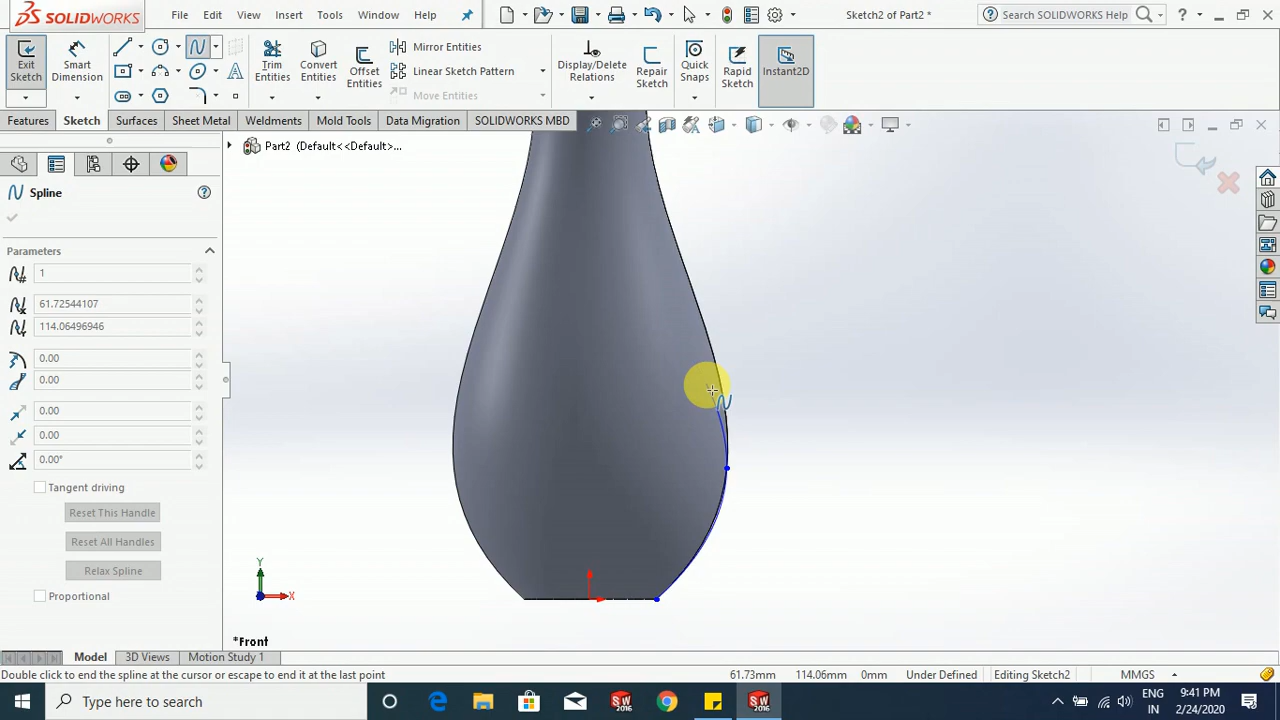 SOLIDWORKS
File Edit View Insert Tools Window Help
Sketch2 of Part2 *
Search SOLIDWORKS Help
Exit Sketch
Smart Dimension
Trim Entities
Convert Entities
Offset Entities
Mirror Entities
Linear Sketch Pattern
Move Entities
Display/Delete Relations
Repair Sketch
Quick Snaps
Rapid Sketch
Instant2D
Features Sketch Surfaces Sheet Metal Weldments Mold Tools Data Migration SOLIDWORKS MBD
Part2 (Default<<Default>...
Spline
Parameters
1
61.72544107
114.06496946
0.00
0.00
0.00
0.00
0.00°
Tangent driving
Reset This Handle
Reset All Handles
Relax Spline
Proportional
Y
X
*Front
Model 3D Views Motion Study 1
Double click to end the spline at the cursor or escape to end it at the last point 61.73mm 114.06mm 0mm Under Defined Editing Sketch2 MMGS
Type here to search
SW
2016
SW
2016
ENG
IN
9:41 PM
2/24/2020